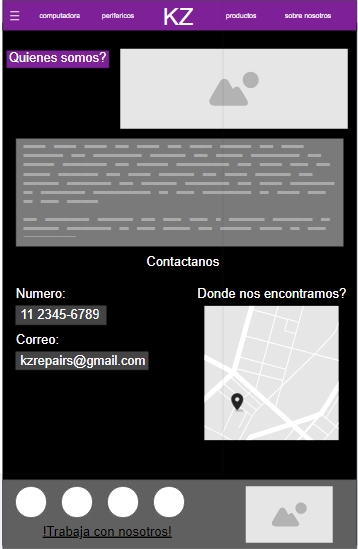 computadora perifericos KZ productos sobre nosotros
Quienes somos?
Contactanos
Numero:
11 2345-6789
Correo:
kzrepairs@gmail.com
Donde nos encontramos?
!Trabaja con nosotros!